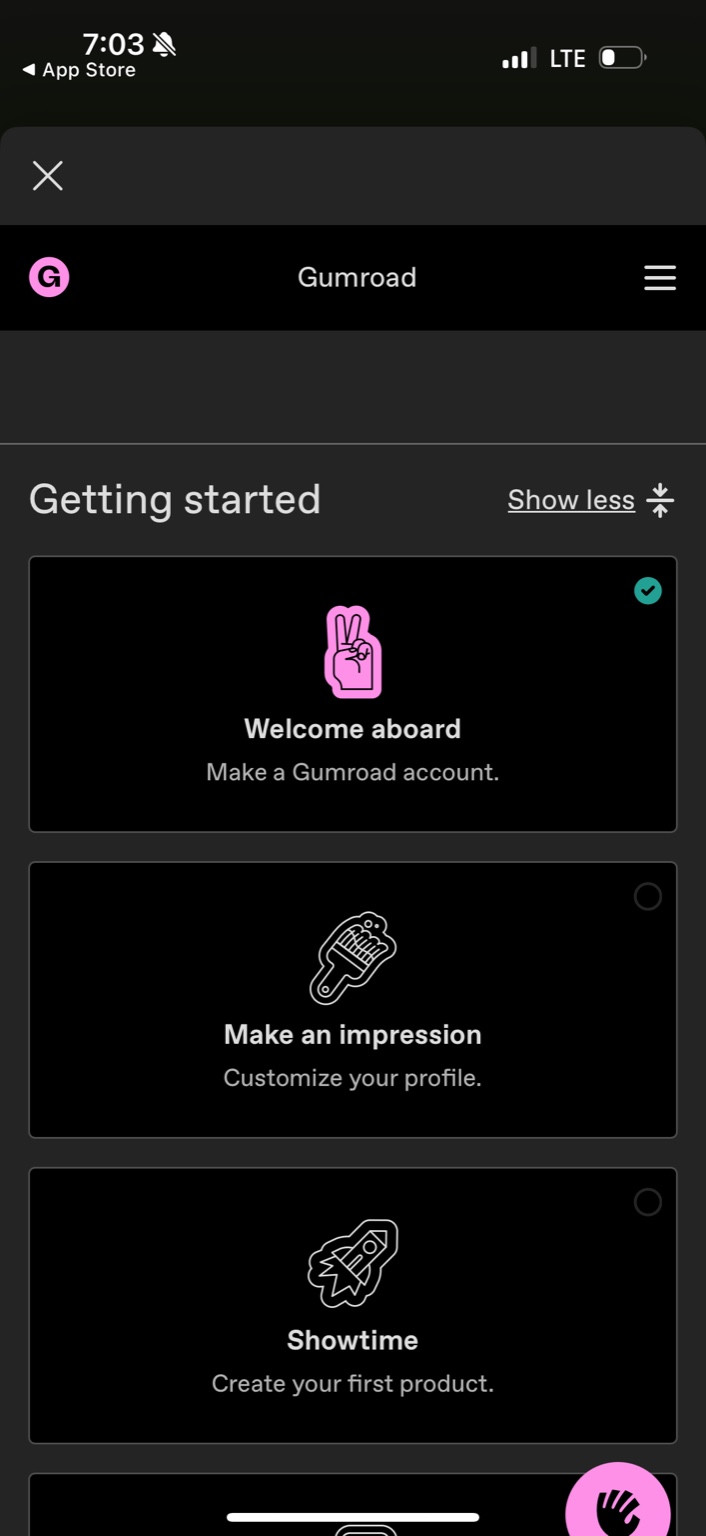 7:03
App Store
LTE
G
Gumroad
Getting started
Show less
Welcome aboard
Make a Gumroad account.
Make an impression
Customize your profile.
Showtime
Create your first product.